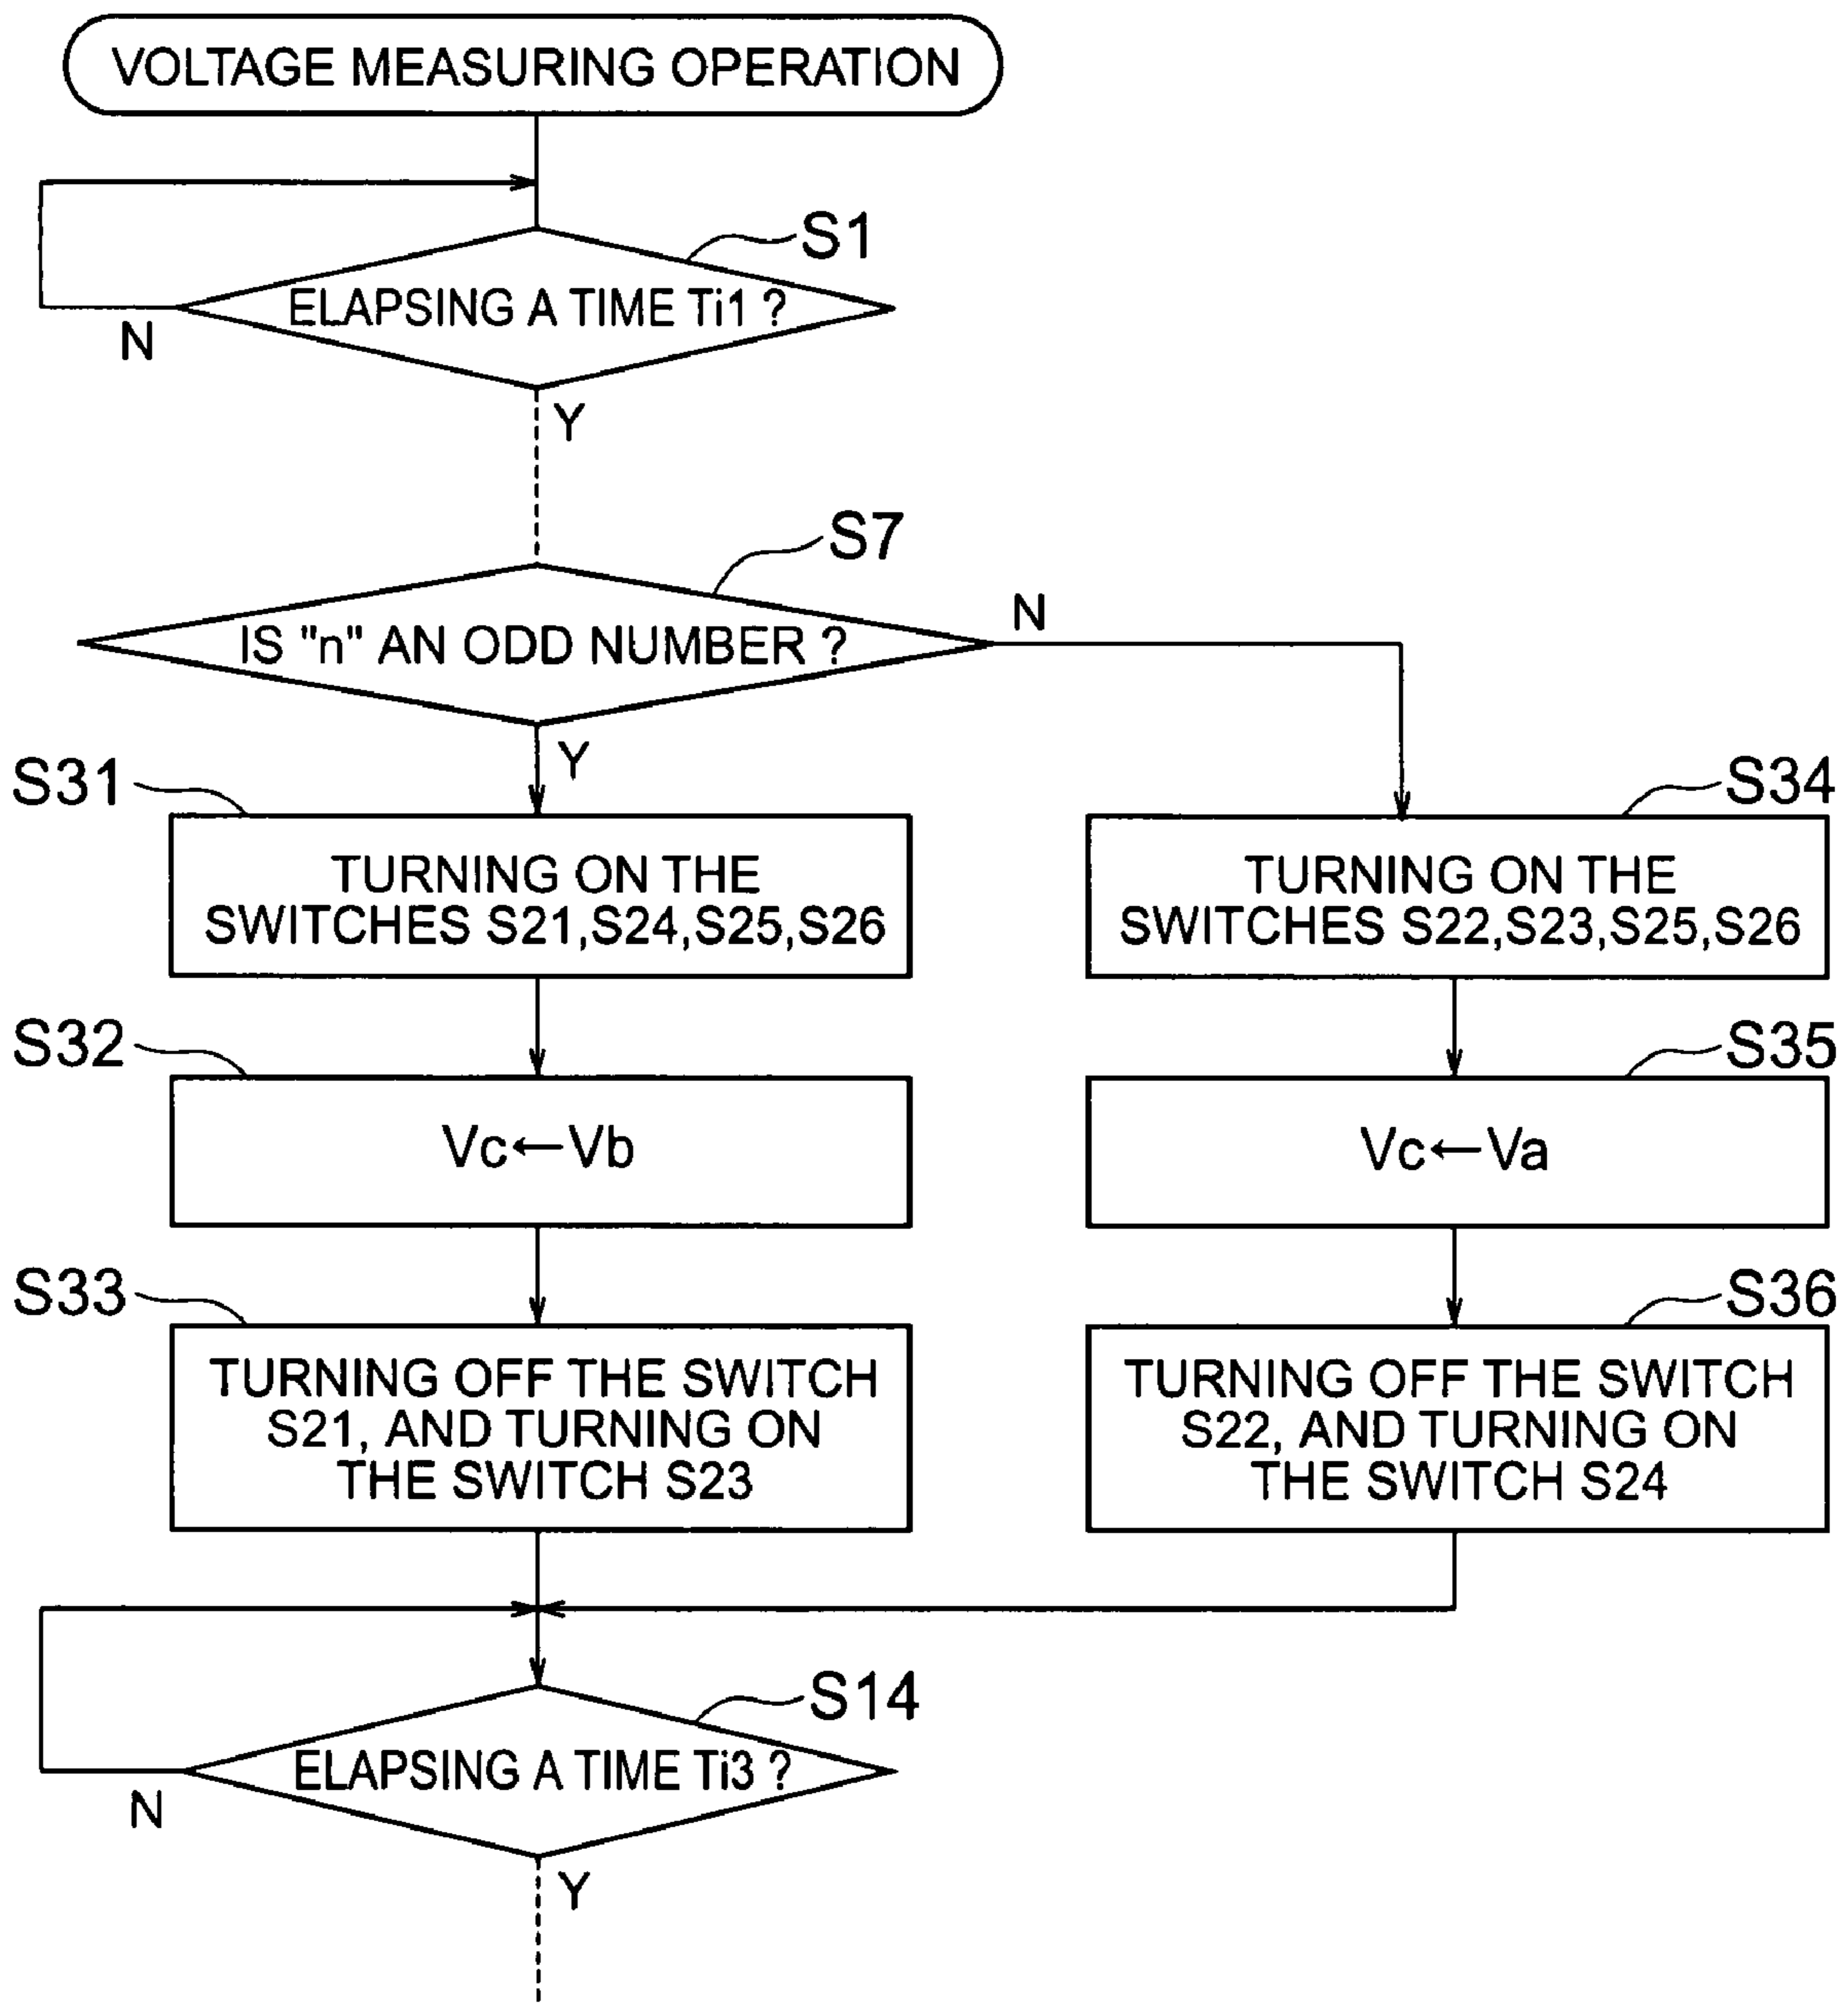 VOLTAGE MEASURING OPERATION
S1
ELAPSING A TIME Ti1 ?
N
Y
S7
IS "n" AN ODD NUMBER ?
N
Y
S31
TURNING ON THE
SWITCHES S21,S24,S25,S26
S34
TURNING ON THE
SWITCHES S22,S23,S25,S26
S32
Vc←Vb
S35
Vc←Va
S33
TURNING OFF THE SWITCH
S21, AND TURNING ON
THE SWITCH S23
S36
TURNING OFF THE SWITCH
S22, AND TURNING ON
THE SWITCH S24
S14
ELAPSING A TIME Ti3 ?
N
Y